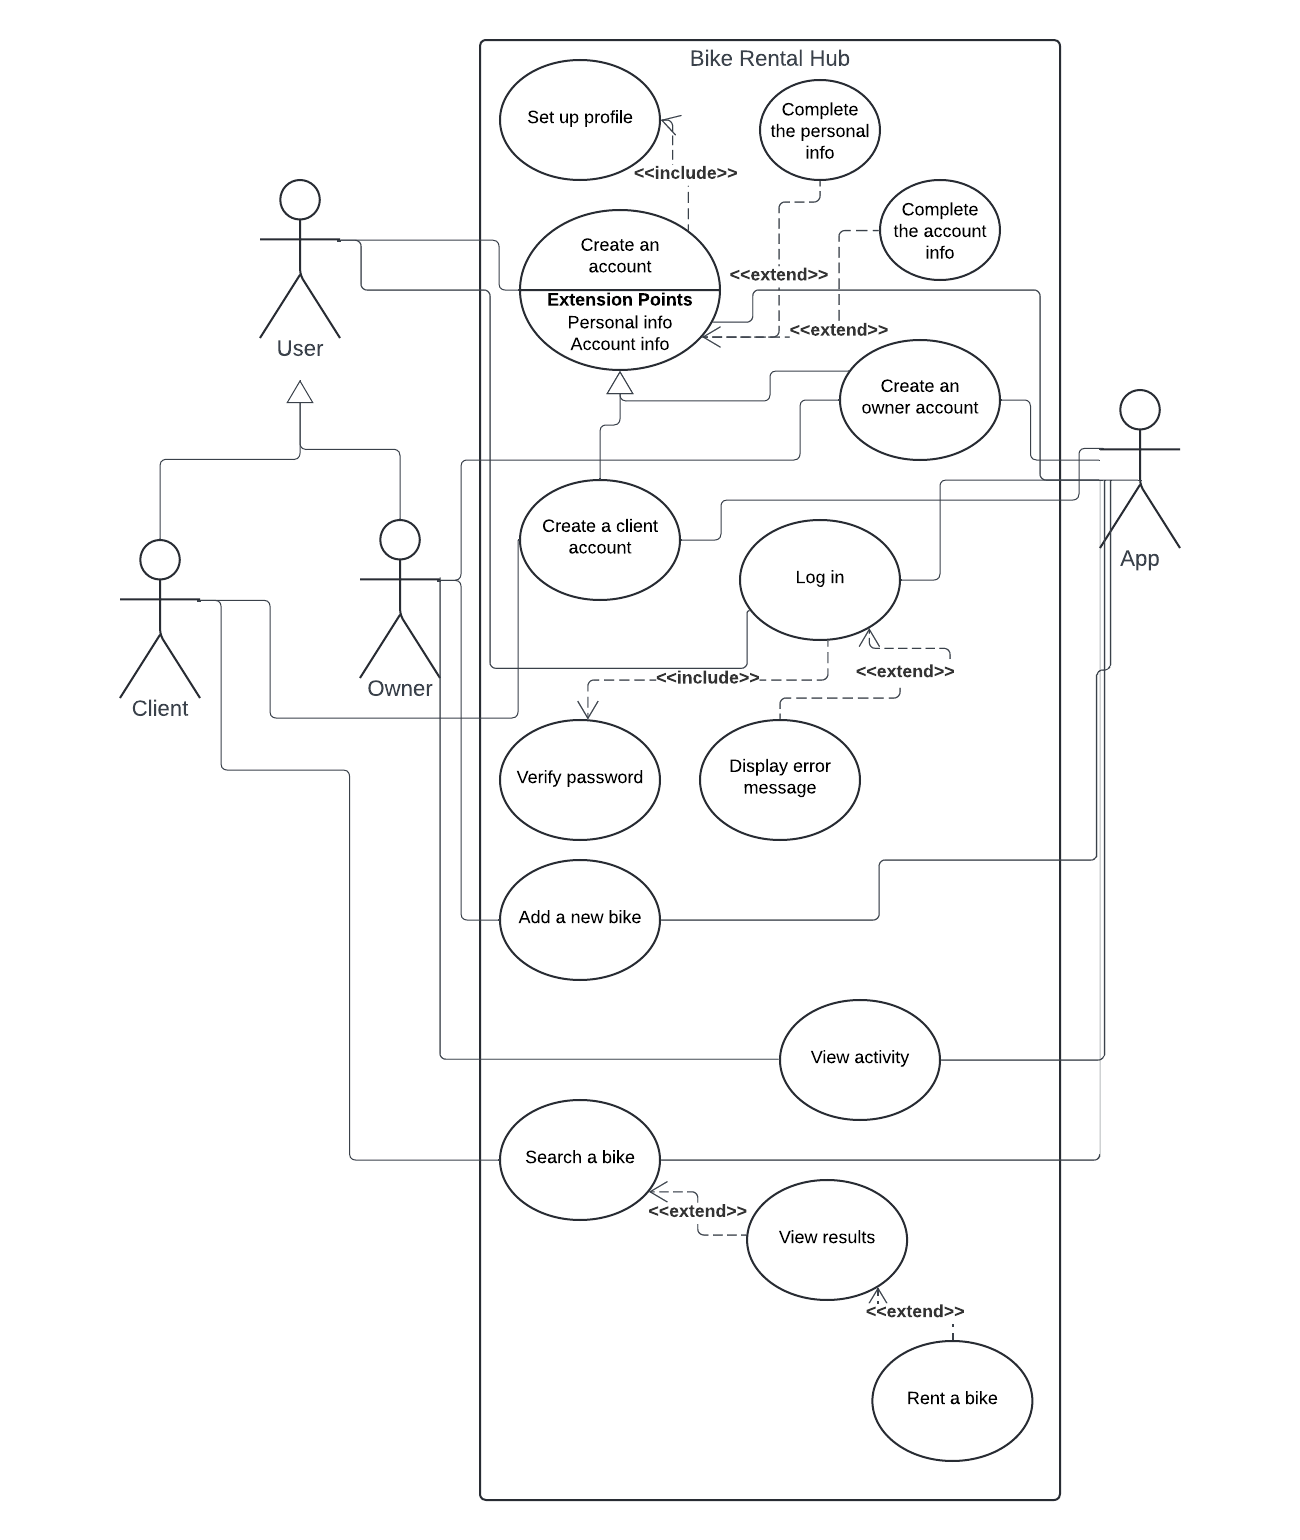 Bike Rental Hub
Set up profile
Complete
the personal
info
<<include>>
Complete
the account
info
Create an
account
<<extend>>
Extension Points
Personal info
Account info
<<extend>>
User
Create an
owner account
Create a client
account
App
Log in
<<include>>
<<extend>>
Owner
Client
Verify password
Display error
message
Add a new bike
View activity
Search a bike
<<extend>>
View results
<<extend>>
Rent a bike